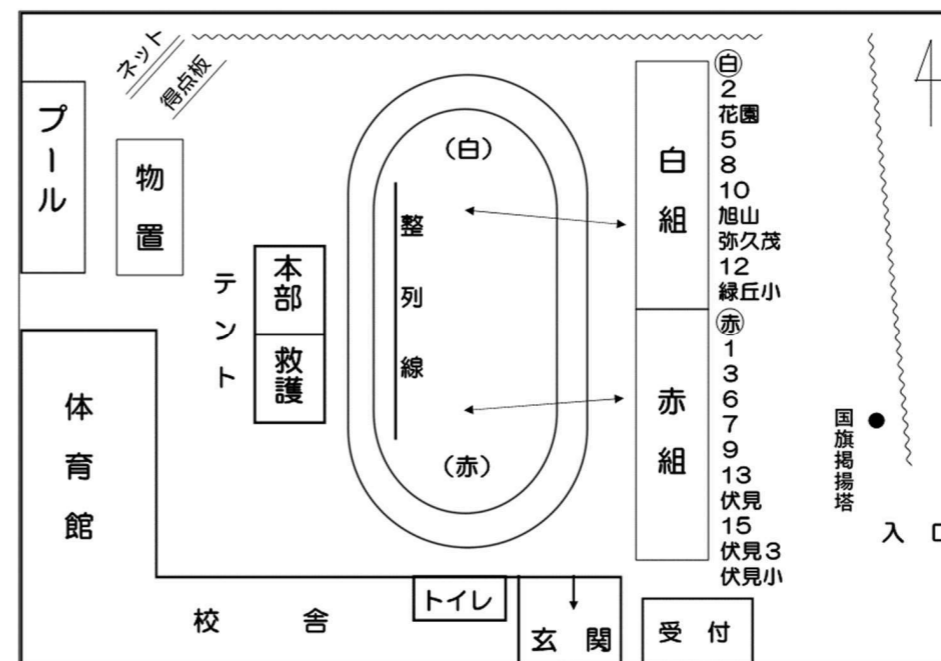 ネット
得点板
プール
物置
テント
本部
救護
体育館
校舎
トイレ
玄関
受付
整列線
(白)
(赤)
白組
赤組
白
2
花園
5
8
10
旭山
弥久茂
12
緑丘小
赤
1
3
6
7
9
13
伏見
15
伏見3
伏見小
国旗掲揚塔
入口